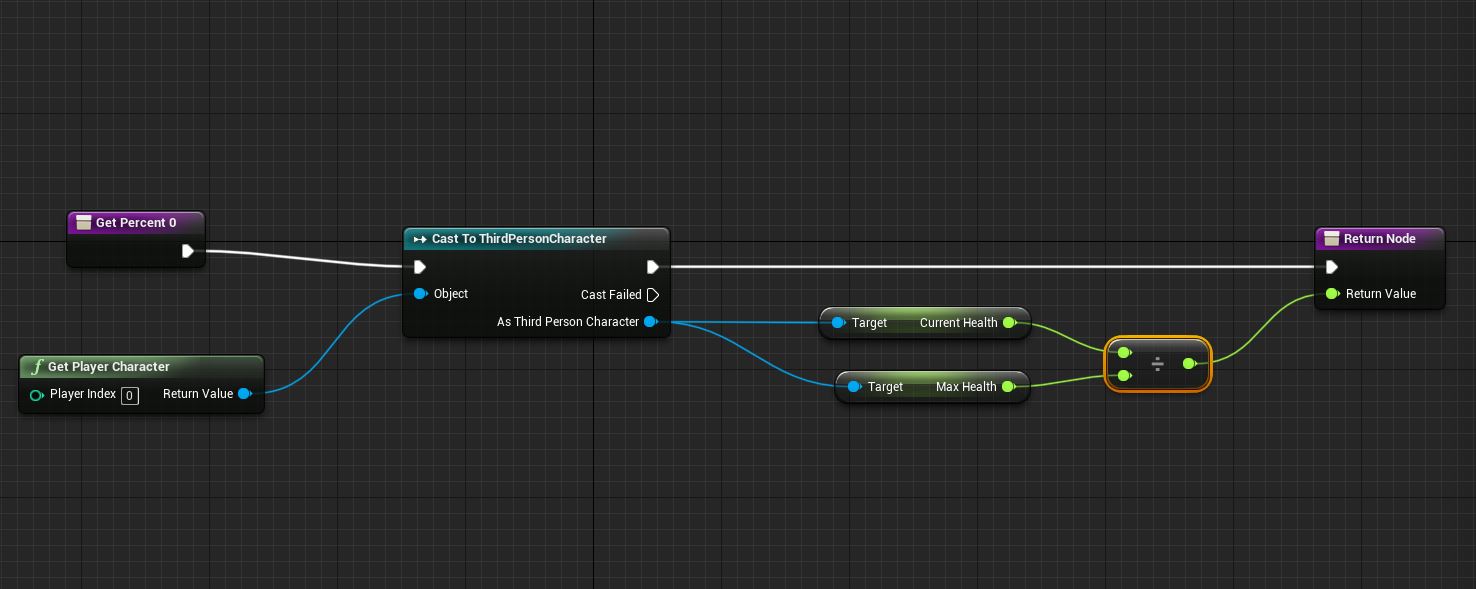 Get Percent 0
Cast To ThirdPersonCharacter
Object
Cast Failed
As Third Person Character
f Get Player Character
Player Index 0 Return Value
Target Current Health
Target Max Health
÷
Return Node
Return Value